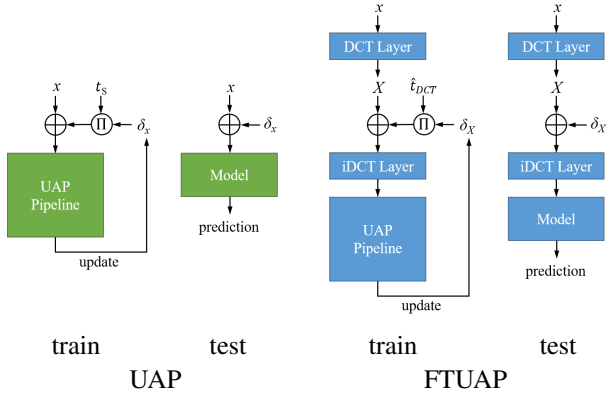 x
t_S
Π
δ_x
UAP
Pipeline
update
x
δ_x
Model
prediction
x
DCT Layer
X
t̂_DCT
Π
δ_X
iDCT Layer
UAP
Pipeline
update
x
DCT Layer
X
δ_X
iDCT Layer
Model
prediction
train
test
train
test
UAP
FTUAP